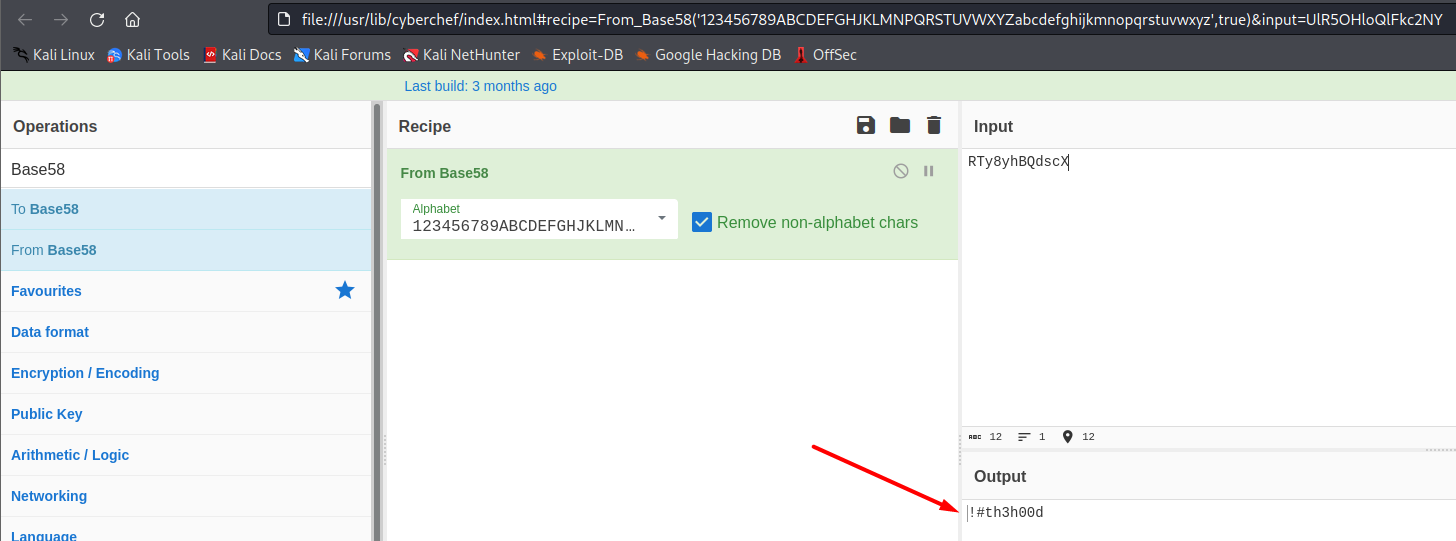 file:///usr/lib/cyberchef/index.html#recipe=From_Base58('123456789ABCDEFGHJKLMNPQRSTUVWXYZabcdefghijkmnopqrstuvwxyz',true)&input=UlR5OHloQlFkc2NY
Kali Linux Kali Tools Kali Docs Kali Forums Kali NetHunter Exploit-DB Google Hacking DB OffSec
Last build: 3 months ago
Operations
Base58
To Base58
From Base58
Favourites
Data format
Encryption / Encoding
Public Key
Arithmetic / Logic
Networking
Language
Recipe
From Base58
Alphabet
123456789ABCDEFGHJKLMN…
Remove non-alphabet chars
Input
RTy8yhBQdscX
ABC 12 1 12
Output
!#th3h00d